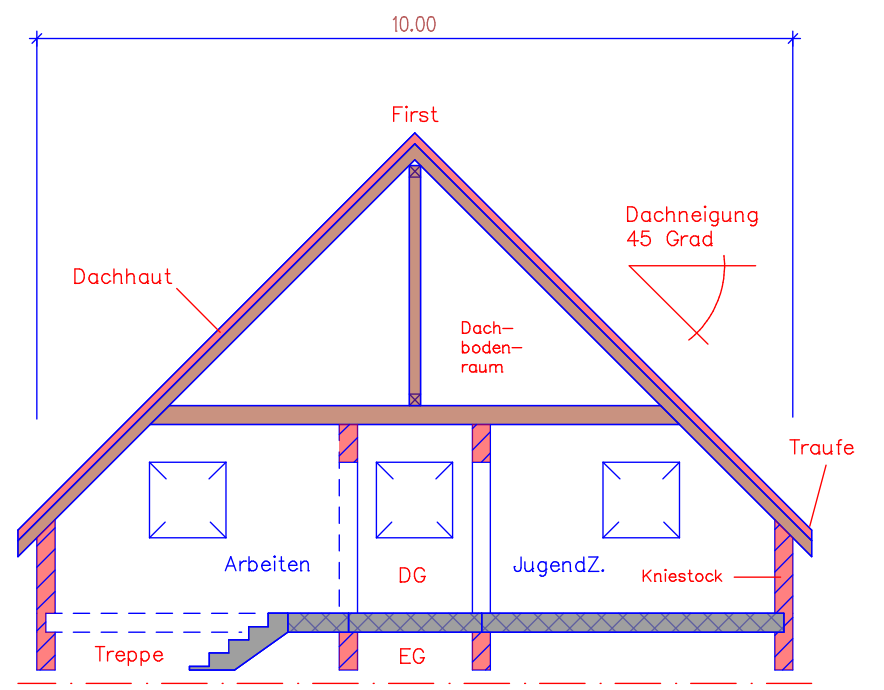 10.00
First
Dachneigung
45 Grad
Dachhaut
Dach-
boden-
raum
Traufe
Arbeiten
DG
JugendZ.
Kniestock
Treppe
EG